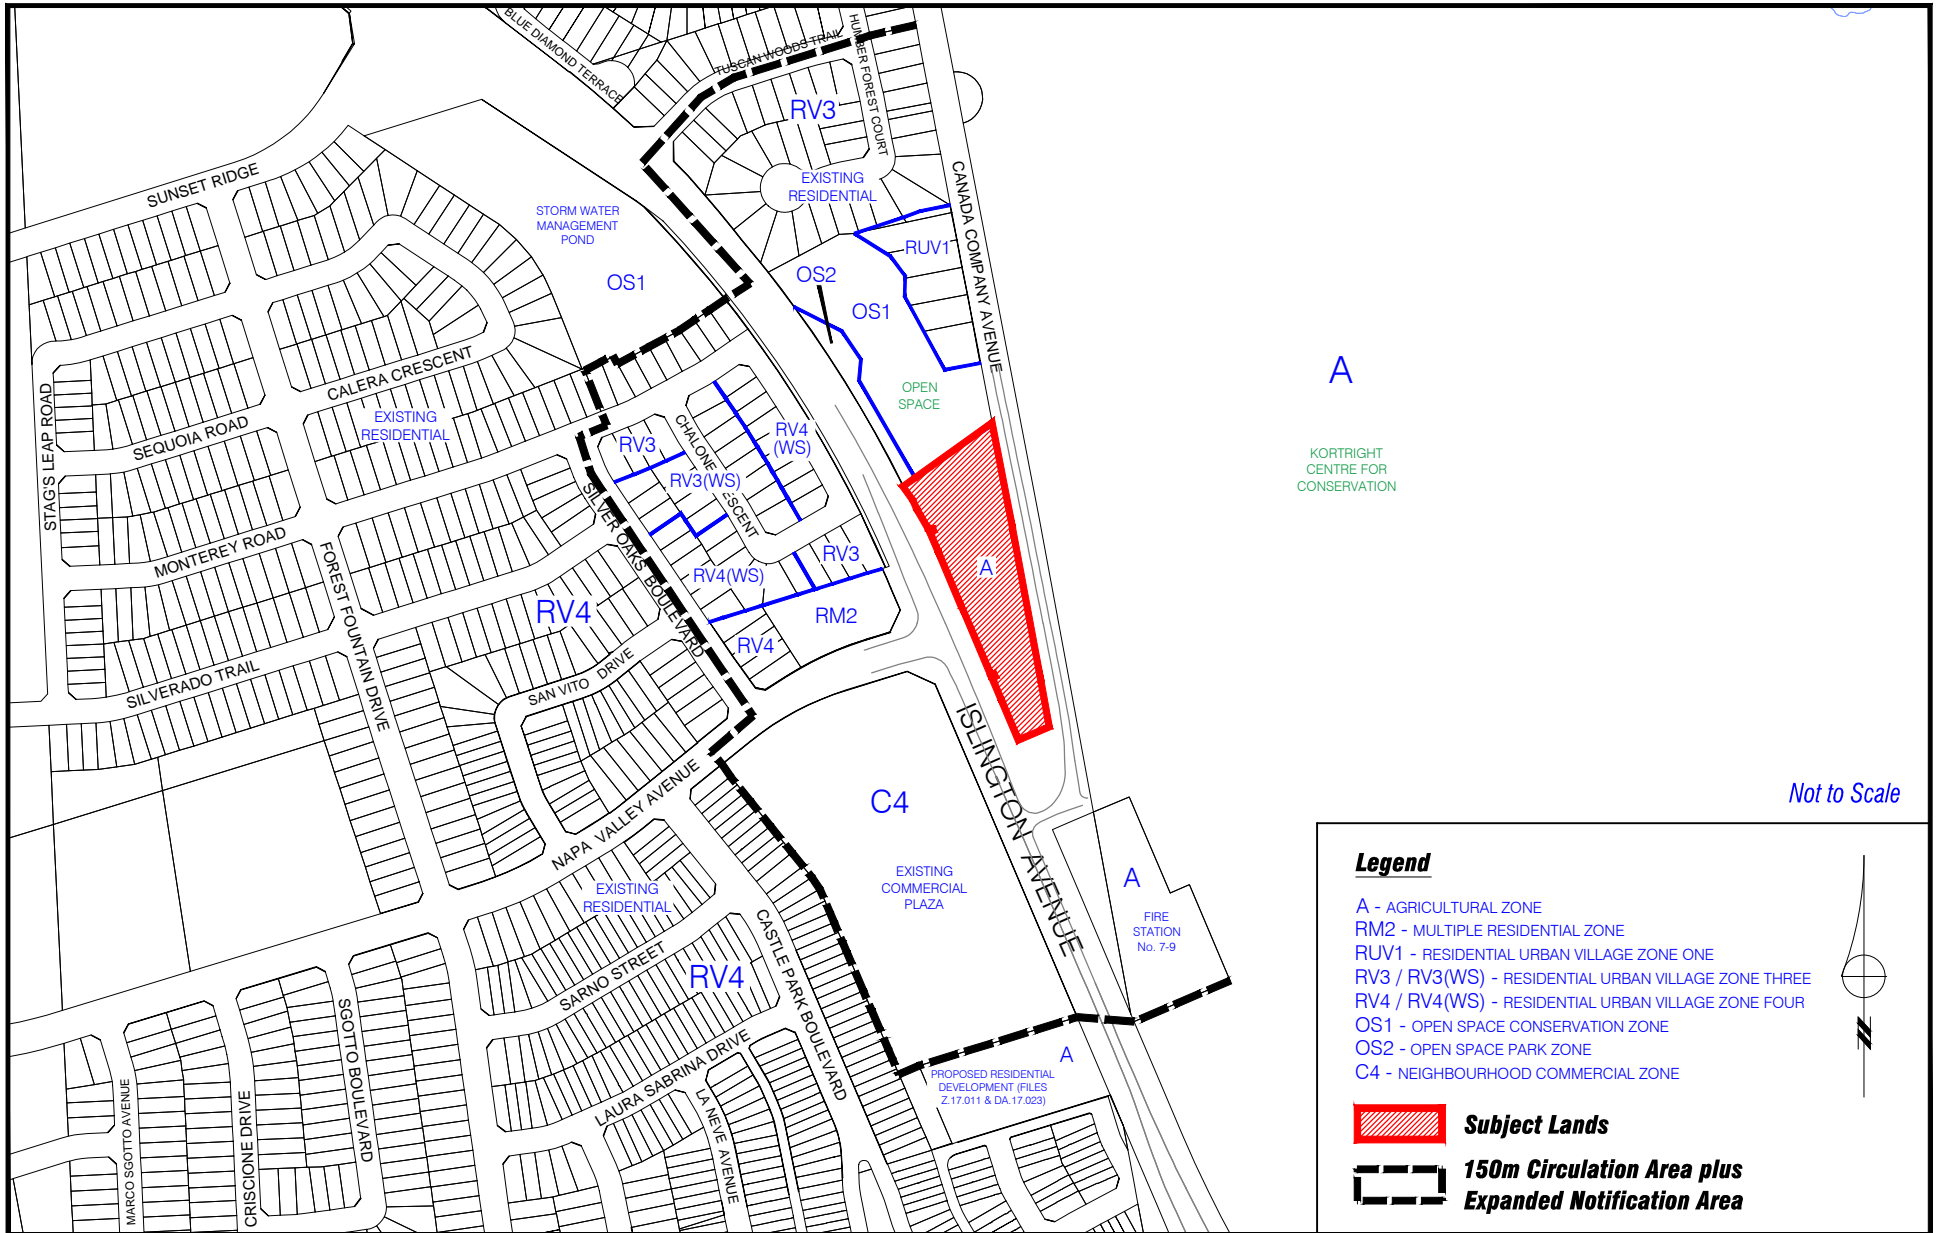 BLUE DIAMOND TERRACE
TUSCAN WOODS TRAIL
HUMBER FOREST COURT
RV3
SUNSET RIDGE
EXISTING
RESIDENTIAL
CANADA COMPANY AVENUE
STORM WATER
MANAGEMENT
POND
OS1
RUV1
OS2
OS1
OPEN
SPACE
A
KORTRIGHT
CENTRE FOR
CONSERVATION
STAG'S LEAP ROAD
CALERA CRESCENT
SEQUOIA ROAD
EXISTING
RESIDENTIAL
RV3
CHALONE CRESCENT
RV4
(WS)
RV3(WS)
SILVER OAKS BOULEVARD
MONTEREY ROAD
FOREST FOUNTAIN DRIVE
RV3
RV4(WS)
A
RV4
RM2
RV4
SILVERADO TRAIL
SAN VITO DRIVE
ISLINGTON AVENUE
NAPA VALLEY AVENUE
C4
EXISTING
COMMERCIAL
PLAZA
A
FIRE
STATION
No. 7-9
EXISTING
RESIDENTIAL
CASTLE PARK BOULEVARD
SARNO STREET
RV4
SGOTTO BOULEVARD
LAURA SABRINA DRIVE
LA NEVE AVENUE
MARCO SGOTTO AVENUE
CRISCIONE DRIVE
A
PROPOSED RESIDENTIAL
DEVELOPMENT (FILES
Z.17.011 & DA.17.023)
Not to Scale
Legend
A - AGRICULTURAL ZONE
RM2 - MULTIPLE RESIDENTIAL ZONE
RUV1 - RESIDENTIAL URBAN VILLAGE ZONE ONE
RV3 / RV3(WS) - RESIDENTIAL URBAN VILLAGE ZONE THREE
RV4 / RV4(WS) - RESIDENTIAL URBAN VILLAGE ZONE FOUR
OS1 - OPEN SPACE CONSERVATION ZONE
OS2 - OPEN SPACE PARK ZONE
C4 - NEIGHBOURHOOD COMMERCIAL ZONE
Subject Lands
150m Circulation Area plus
Expanded Notification Area